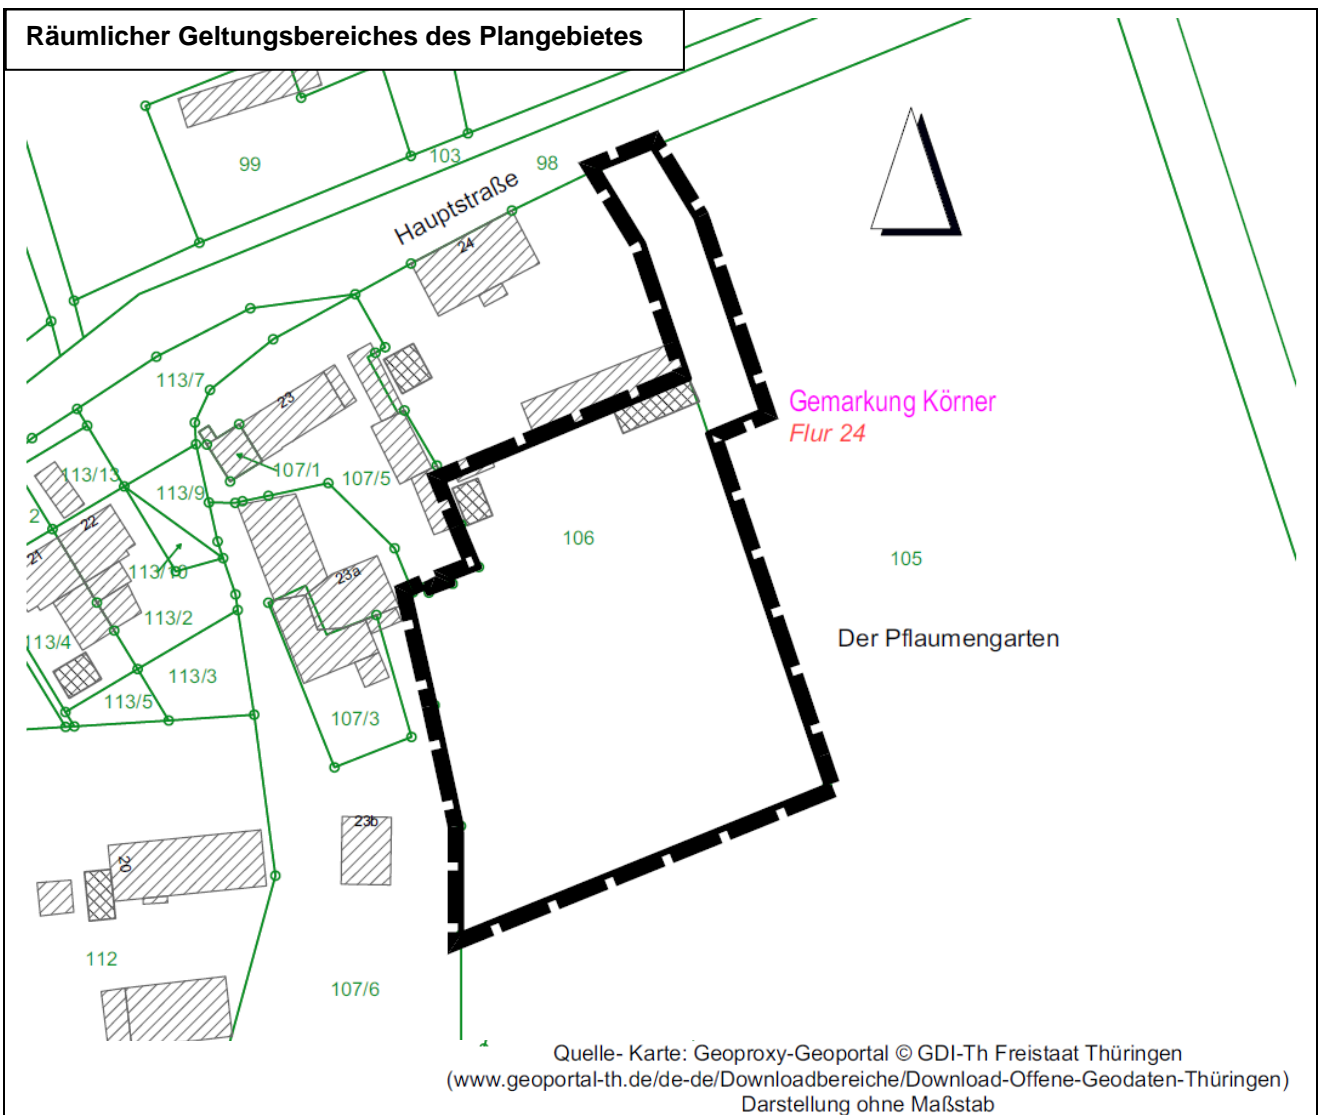 Räumlicher Geltungsbereiches des Plangebietes
99
103
98
Hauptstraße
24
113/7
23
Gemarkung Körner
Flur 24
113/13
113/9
107/1
107/5
2
22
21
106
105
113/10
23a
113/2
Der Pflaumengarten
113/4
113/3
113/5
107/3
23b
20
112
107/6
Quelle- Karte: Geoproxy-Geoportal © GDI-Th Freistaat Thüringen
(www.geoportal-th.de/de-de/Downloadbereiche/Download-Offene-Geodaten-Thüringen)
Darstellung ohne Maßstab